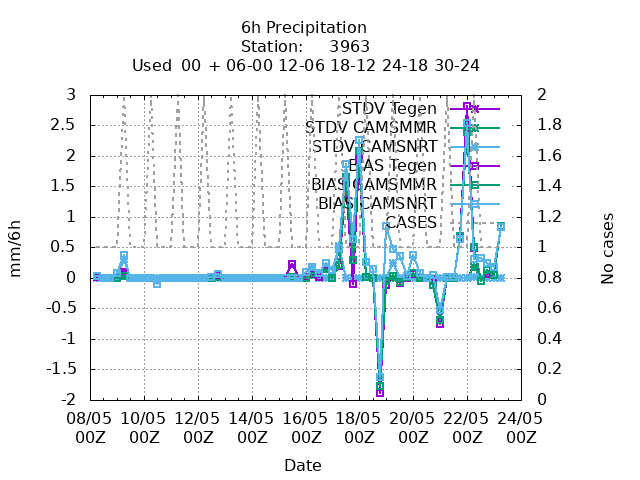 6h Precipitation
Station: 3963
Used 00 + 06-00 12-06 18-12 24-18 30-24
STDV Tegen
STDV CAMSMMR
STDV CAMSNRT
BIAS Tegen
BIAS CAMSMMR
BIAS CAMSNRT
CASES
mm/6h
3
2.5
2
1.5
1
0.5
0
-0.5
-1
-1.5
-2
No cases
2
1.8
1.6
1.4
1.2
1
0.8
0.6
0.4
0.2
0
08/05 10/05 12/05 14/05 16/05 18/05 20/05 22/05 24/05
00Z 00Z 00Z 00Z 00Z 00Z 00Z 00Z 00Z
Date